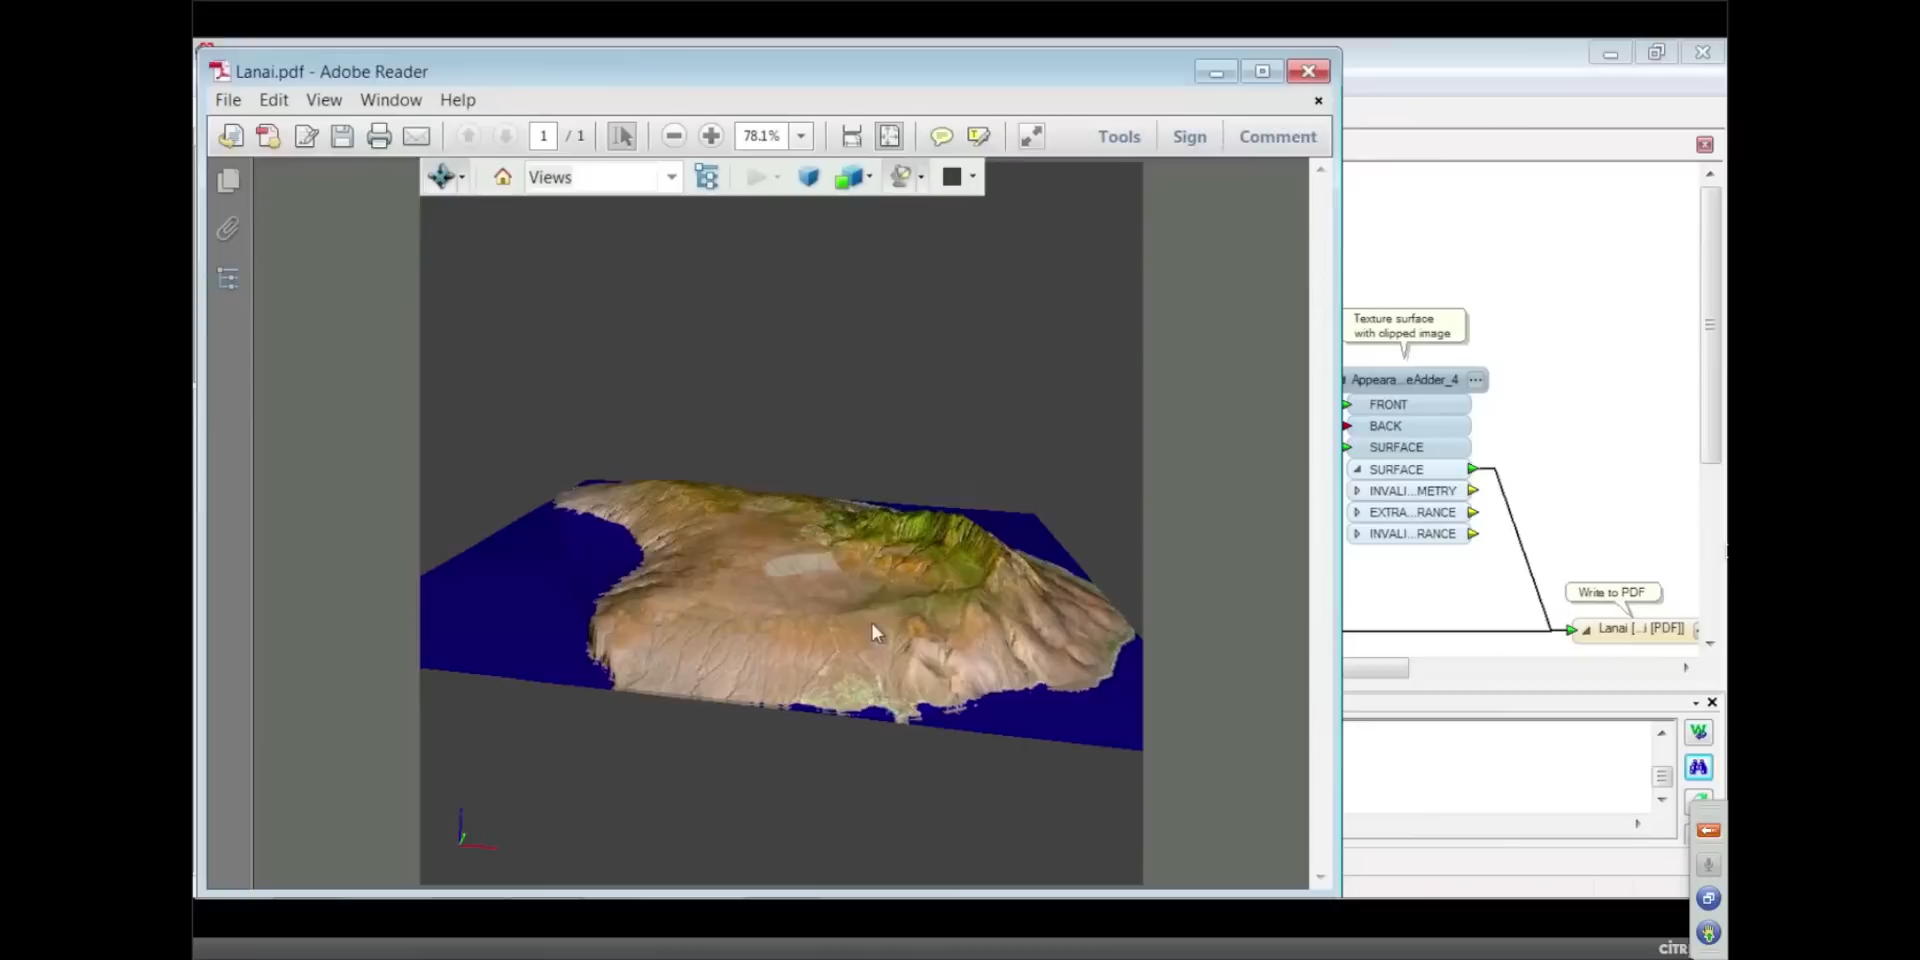 Lanai.pdf - Adobe Reader
File Edit View Window Help
1 / 1
78.1%
Tools Sign Comment
Views
Texture surface
with clipped image
Appeara...eAdder_4
FRONT
BACK
SURFACE
SURFACE
INVALI...METRY
EXTRA...RANCE
INVALI...RANCE
Write to PDF
Lanai [...i [PDF]]